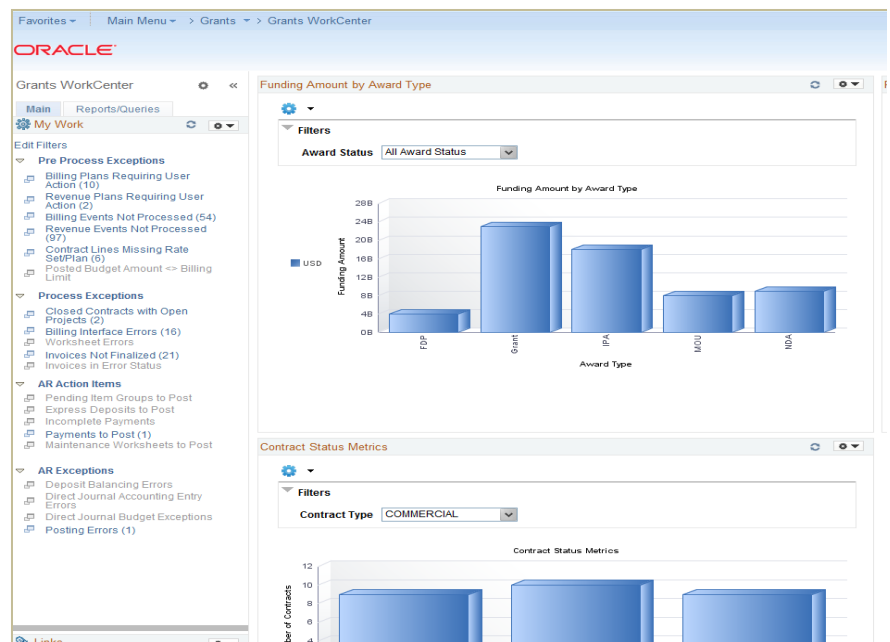 Favorites Main Menu > Grants > Grants WorkCenter
ORACLE
Grants WorkCenter «
Main Reports/Queries
My Work
Edit Filters
Pre Process Exceptions
Billing Plans Requiring User
Action (10)
Revenue Plans Requiring User
Action (2)
Billing Events Not Processed (54)
Revenue Events Not Processed
(97)
Contract Lines Missing Rate
Set/Plan (6)
Posted Budget Amount <> Billing
Limit
Process Exceptions
Closed Contracts with Open
Projects (2)
Billing Interface Errors (16)
Worksheet Errors
Invoices Not Finalized (21)
Invoices in Error Status
AR Action Items
Pending Item Groups to Post
Express Deposits to Post
Incomplete Payments
Payments to Post (1)
Maintenance Worksheets to Post
AR Exceptions
Deposit Balancing Errors
Direct Journal Accounting Entry
Errors
Direct Journal Budget Exceptions
Posting Errors (1)
Links
Funding Amount by Award Type
Filters
Award Status All Award Status
Funding Amount by Award Type
28B
24B
20B
16B
12B
8B
4B
0B
Funding Amount
USD
FDP
Grant
IPA
MOU
NDA
Award Type
Contract Status Metrics
Filters
Contract Type COMMERCIAL
Contract Status Metrics
12
10
8
6
4
of Contracts